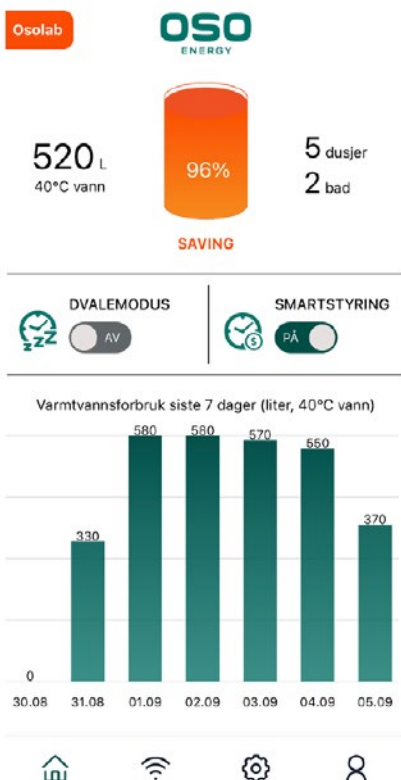 Osolab
OSO
ENERGY
520 L
40°C vann
96%
5 dusjer
2 bad
SAVING
DVALEMODUS
AV
SMARTSTYRING
PÅ
Varmtvannsforbruk siste 7 dager (liter, 40°C vann)
0
330
580
580
570
550
370
30.08
31.08
01.09
02.09
03.09
04.09
05.09